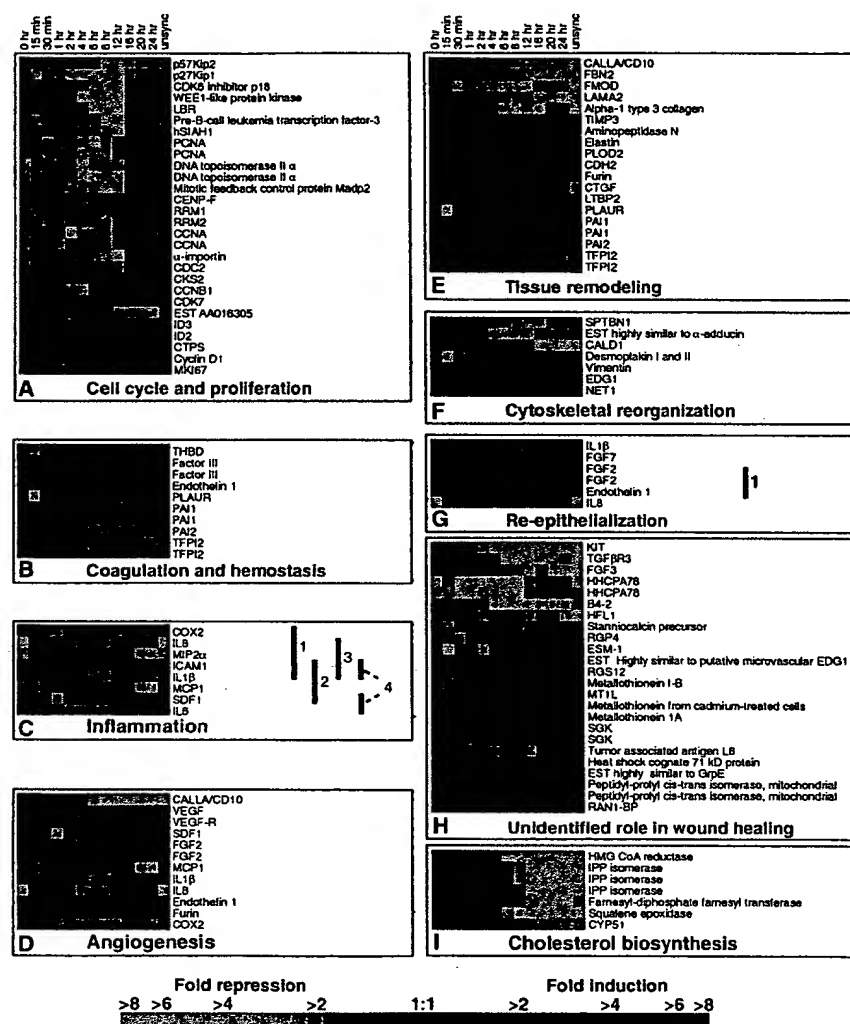 0 hr
15 min
30 min
1 hr
2 hr
4 hr
6 hr
8 hr
12 hr
16 hr
20 hr
24 hr
unsync
p57Kip2
p27Kip1
CDK6 inhibitor p18
WEE1-like protein kinase
LBR
Pre-B-cell leukemia transcription factor-3
hSIAH1
PCNA
PCNA
DNA topoisomerase II α
DNA topoisomerase II α
Mitotic feedback control protein Madp2
CENP-F
RRM1
RRM2
CCNA
CCNA
α-importin
CDC2
CKS2
CCNB1
CDK7
EST AA016305
ID3
ID2
CTPS
Cyclin D1
MKI67
A Cell cycle and proliferation
THBD
Factor III
Factor III
Endothelin 1
PLAUR
PAI1
PAI1
PAI2
TFPI2
TFPI2
B Coagulation and hemostasis
COX2
IL8
MIP2α
ICAM1
IL1β
MCP1
SDF1
IL8
1
2
3
4
C Inflammation
CALLA/CD10
VEGF
VEGF-R
SDF1
FGF2
FGF2
MCP1
IL1β
IL8
Endothelin 1
Furin
COX2
D Angiogenesis
0 hr
15 min
30 min
1 hr
2 hr
4 hr
6 hr
8 hr
12 hr
16 hr
20 hr
24 hr
unsync
CALLA/CD10
FBN2
FMOD
LAMA2
Alpha-1 type 3 collagen
TIMP3
Aminopeptidase N
Elastin
PLOD2
CDH2
Furin
CTGF
LTBP2
PLAUR
PAI1
PAI1
PAI2
TFPI2
TFPI2
E Tissue remodeling
SPTBN1
EST highly similar to α-adducin
CALD1
Desmoplakin I and II
Vimentin
EDG1
NET1
F Cytoskeletal reorganization
IL1β
FGF7
FGF2
FGF2
Endothelin 1
IL8
1
G Re-epithelialization
KIT
TGFBR3
FGF3
HHCPA78
HHCPA78
B4-2
HFL1
Stanniocalcin precursor
RGP4
ESM-1
EST Highly similar to putative microvascular EDG1
RGS12
Metallothionein I-B
MT1L
Metallothionein from cadmium-treated cells
Metallothionein 1A
SGK
SGK
Tumor associated antigen L6
Heat shock cognate 71 kD protein
EST highly similar to GrpE
Peptidyl-prolyl cis-trans isomerase, mitochondrial
Peptidyl-prolyl cis-trans isomerase, mitochondrial
RAN1-BP
H Unidentified role in wound healing
HMG CoA reductase
IPP isomerase
IPP isomerase
IPP isomerase
Farnesyl-diphosphate farnesyl transferase
Squalene epoxidase
CYP51
I Cholesterol biosynthesis
Fold repression Fold induction
>8 >6 >4 >2 1:1 >2 >4 >6 >8